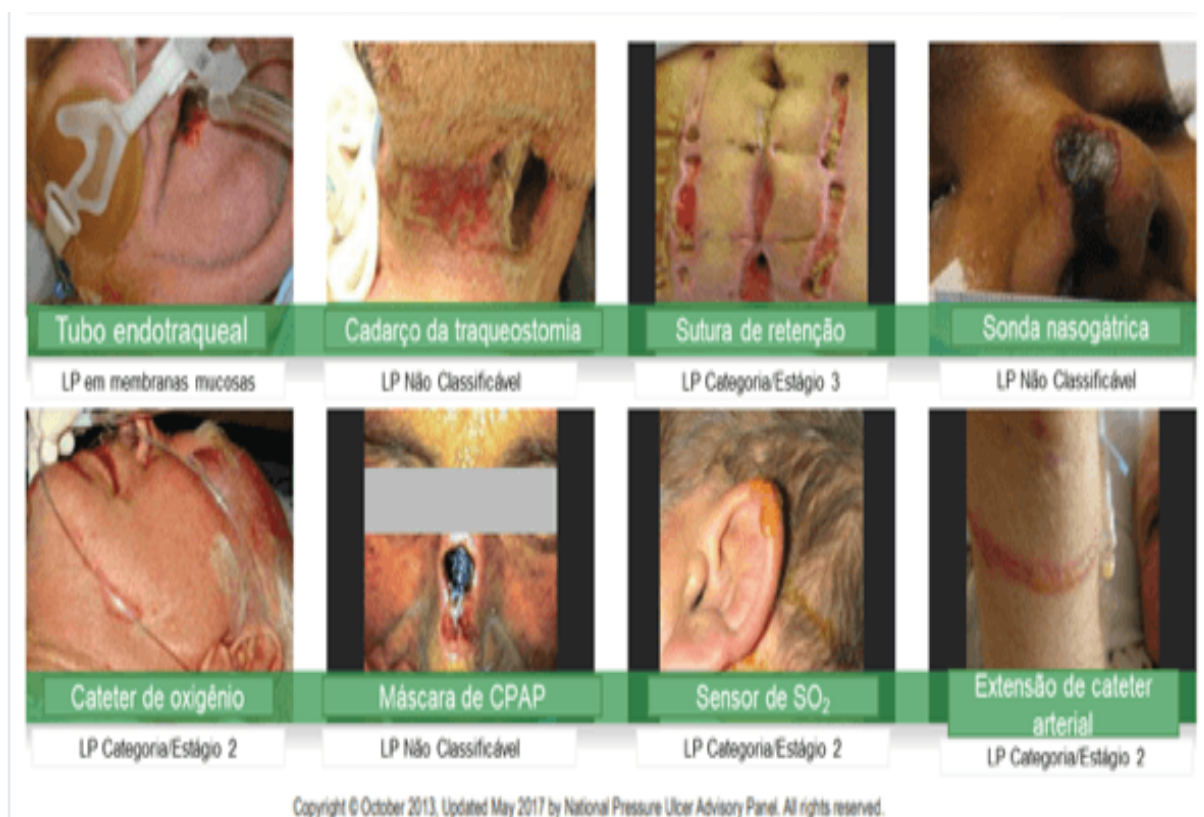 Tubo endotraqueal
Cadarço da traqueostomia
Sutura de retenção
Sonda nasogátrica
LP em membranas mucosas
LP Não Classificável
LP Categoria/Estágio 3
LP Não Classificável
Cateter de oxigênio
Máscara de CPAP
Sensor de SO₂
Extensão de cateter
arterial
LP Categoria/Estágio 2
LP Não Classificável
LP Categoria/Estágio 2
LP Categoria/Estágio 2
Copyright © October 2013, Updated May 2017 by National Pressure Ulcer Advisory Panel. All rights reserved.